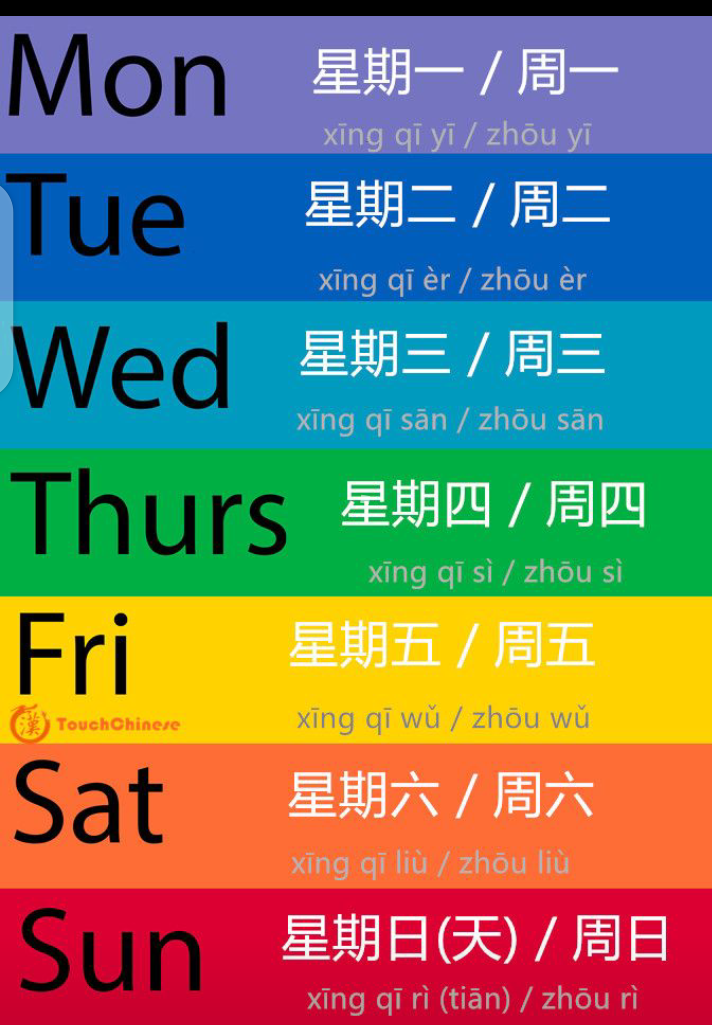 Mon
星期一 / 周一
xīng qī yī / zhōu yī
Tue
星期二 / 周二
xīng qī èr / zhōu èr
Wed
星期三 / 周三
xīng qī sān / zhōu sān
Thurs
星期四 / 周四
xīng qī sì / zhōu sì
Fri
星期五 / 周五
xīng qī wǔ / zhōu wǔ
漢 TouchChinese
Sat
星期六 / 周六
xīng qī liù / zhōu liù
Sun
星期日(天) / 周日
xīng qī rì (tiān) / zhōu rì